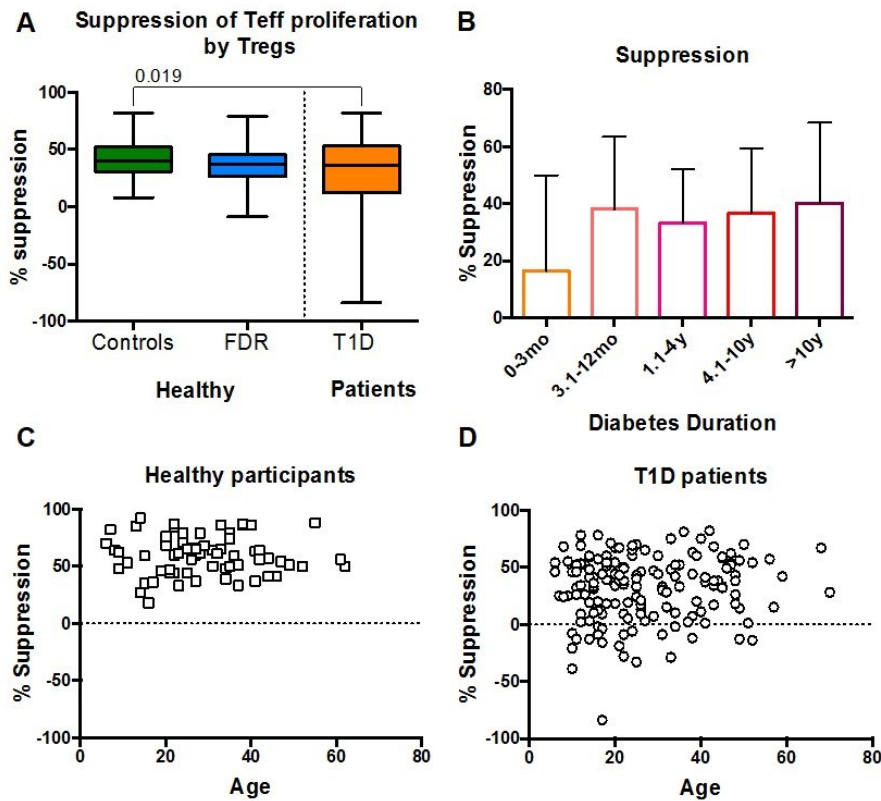 A
Suppression of Teff proliferation
by Tregs
0.019
% suppression
100
50
0
-50
-100
Controls FDR T1D
Healthy Patients
B
Suppression
% Suppression
80
60
40
20
0
0-3mo 3.1-12mo 1.1-4y 4.1-10y >10y
Diabetes Duration
C
Healthy participants
% Suppression
100
50
0
-50
-100
0 20 40 60 80
Age
D
T1D patients
% Suppression
100
50
0
-50
-100
0 20 40 60 80
Age